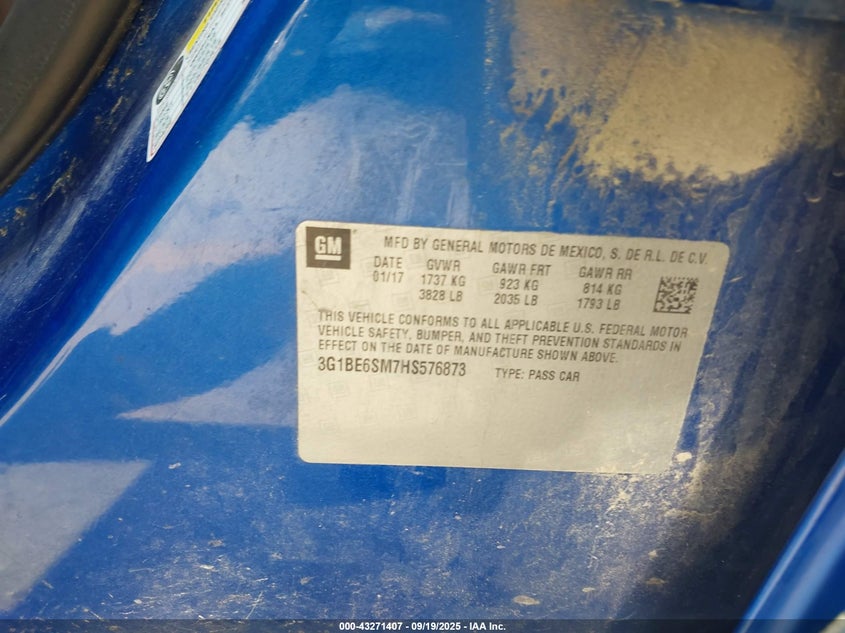 GM
MFD BY GENERAL MOTORS DE MEXICO, S. DE R.L. DE C.V.
DATE GVWR GAWR FRT GAWR RR
01/17 1737 KG 923 KG 814 KG
3828 LB 2035 LB 1793 LB
THIS VEHICLE CONFORMS TO ALL APPLICABLE U.S. FEDERAL MOTOR
VEHICLE SAFETY, BUMPER, AND THEFT PREVENTION STANDARDS IN
EFFECT ON THE DATE OF MANUFACTURE SHOWN ABOVE.
3G1BE6SM7HS576873 TYPE: PASS CAR
000-43271407 - 09/19/2025 - IAA Inc.